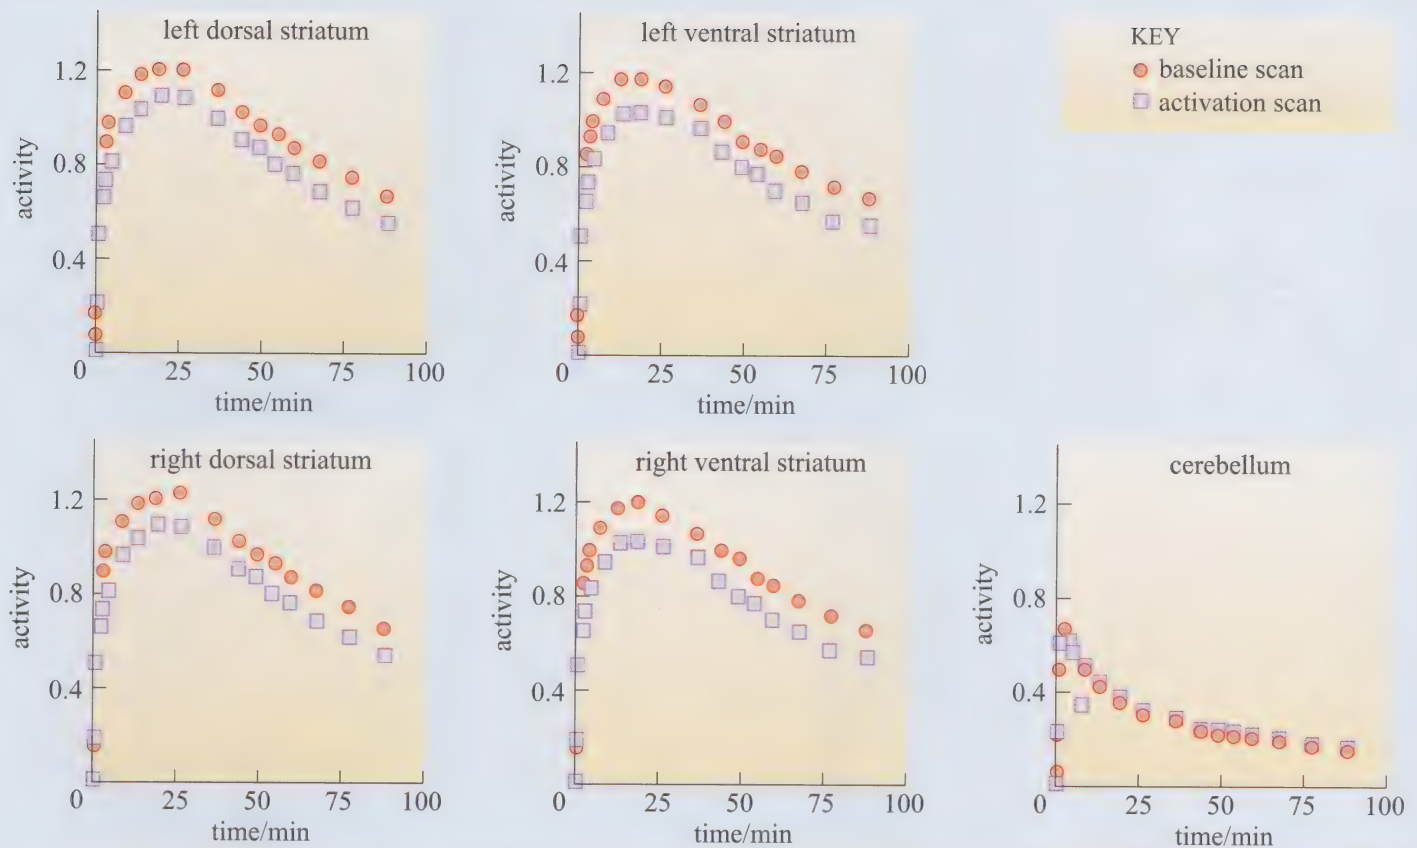 left dorsal striatum
1.2
0.8
0.4
0
25
50
75
100
activity
time/min
left ventral striatum
1.2
0.8
0.4
0
25
50
75
100
activity
time/min
KEY
baseline scan
activation scan
right dorsal striatum
1.2
0.8
0.4
0
25
50
75
100
activity
time/min
right ventral striatum
1.2
0.8
0.4
0
25
50
75
100
activity
time/min
cerebellum
1.2
0.8
0.4
0
25
50
75
100
activity
time/min